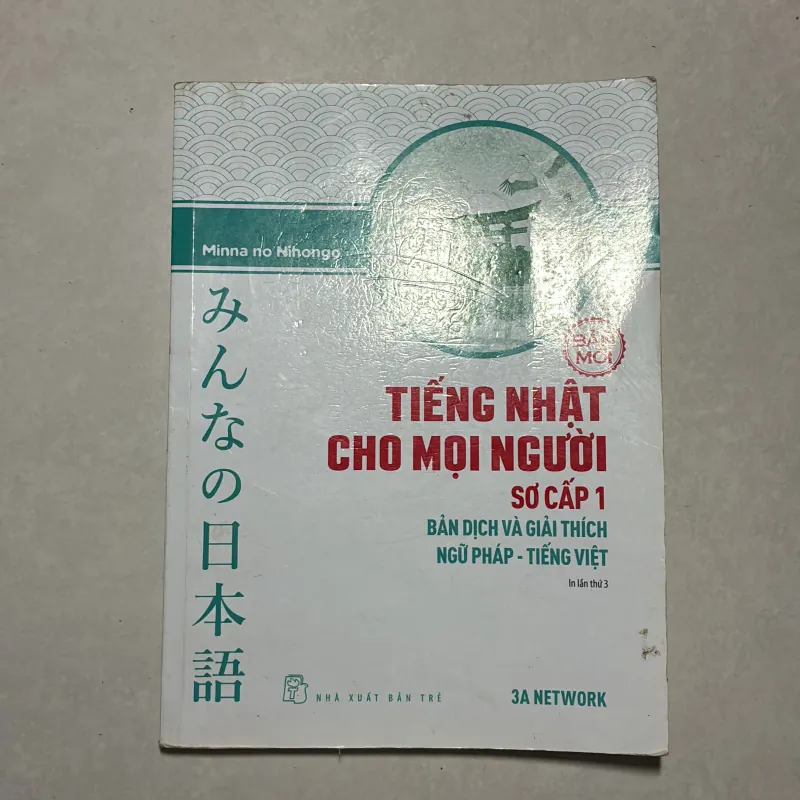 Minna no Nihongo
みんなの日本語
BẢN
MỚI
TIẾNG NHẬT
CHO MỌI NGƯỜI
SƠ CẤP 1
BẢN DỊCH VÀ GIẢI THÍCH
NGỮ PHÁP - TIẾNG VIỆT
In lần thứ 3
NHÀ XUẤT BẢN TRẺ
3A NETWORK